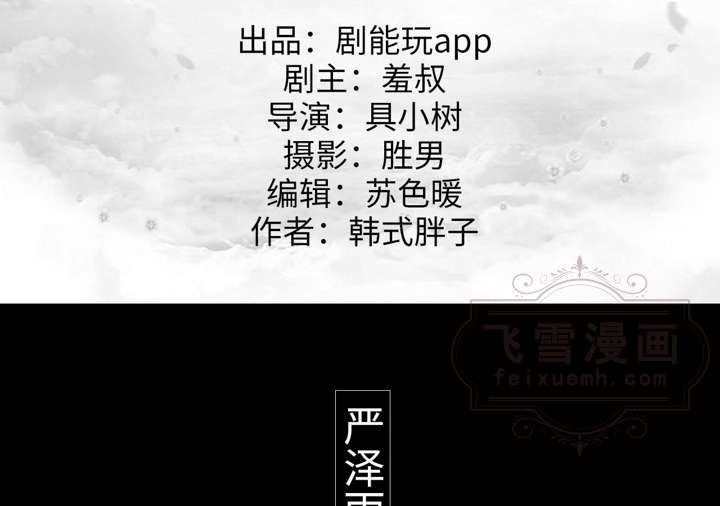 出品：剧能玩app
剧主：羞叔
导演：具小树
摄影：胜男
编辑：苏色暖
作者：韩式胖子
飞雪漫画
feixuemh.com
严泽